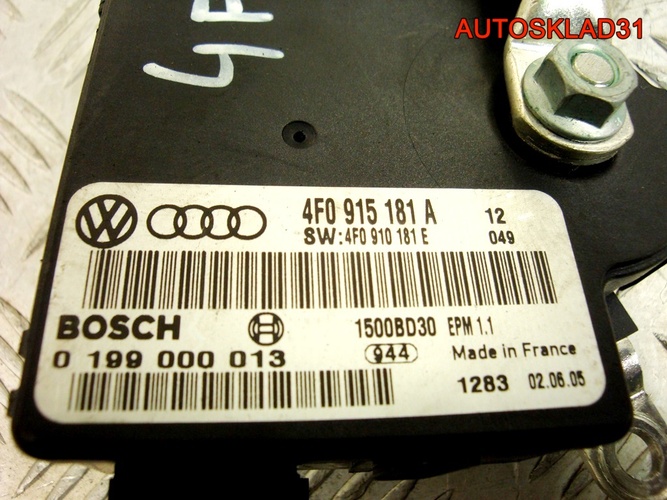 AUTOSKLAD31
4F
4F0 915 181 A 12
SW:4F0 910 181 E 049
BOSCH 1500BD30 EPM 1.1
0 199 000 013 944 Made in France
1283 02.06.05